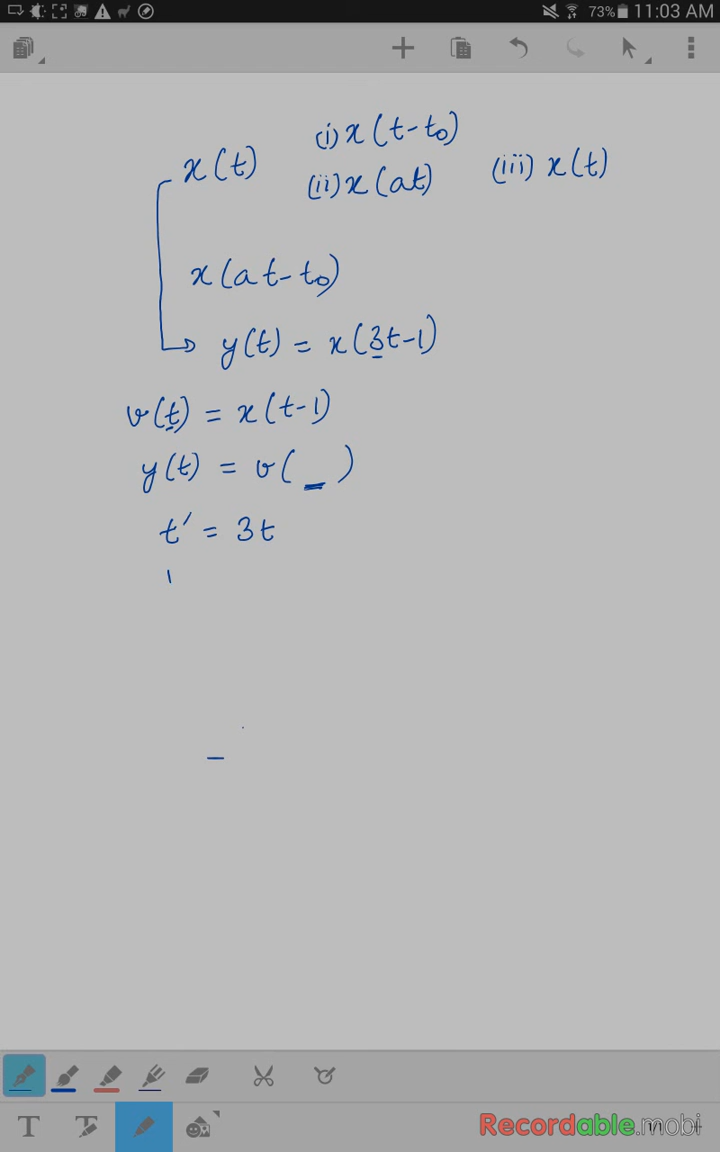 73% 11:03 AM
(i) x(t-t₀)
x(t) (ii) x(at) (iii) x(t)
x(at-t₀)
y(t) = x(3t-1)
v(t) = x(t-1)
y(t) = v( _ )
t' = 3t
T T
Recordable.mobi